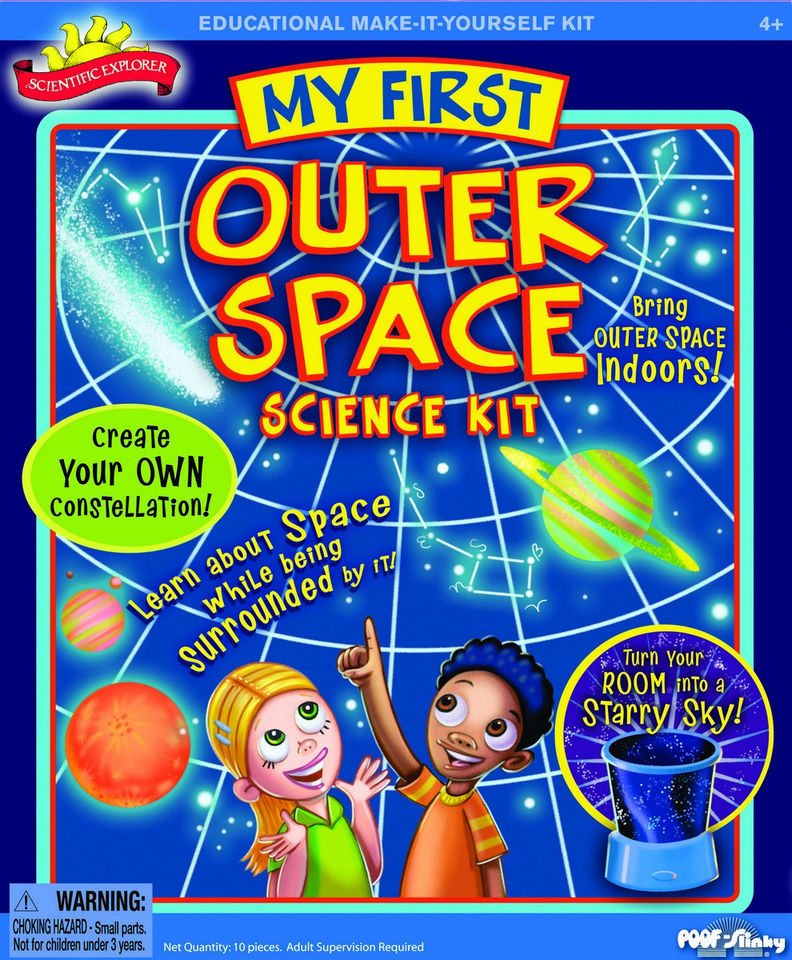 EDUCATIONAL MAKE-IT-YOURSELF KIT
4+
SCIENTIFIC EXPLORER
MY FIRST
OUTER
SPACE
SCIENCE KIT
Bring
OUTER SPACE
Indoors!
Create
Your OWN
Constellation!
Learn about Space
while being
surrounded by it!
Turn Your
ROOM into a
Starry Sky!
WARNING:
CHOKING HAZARD - Small parts.
Not for children under 3 years.
Net Quantity: 10 pieces. Adult Supervision Required
POOF-Slinky